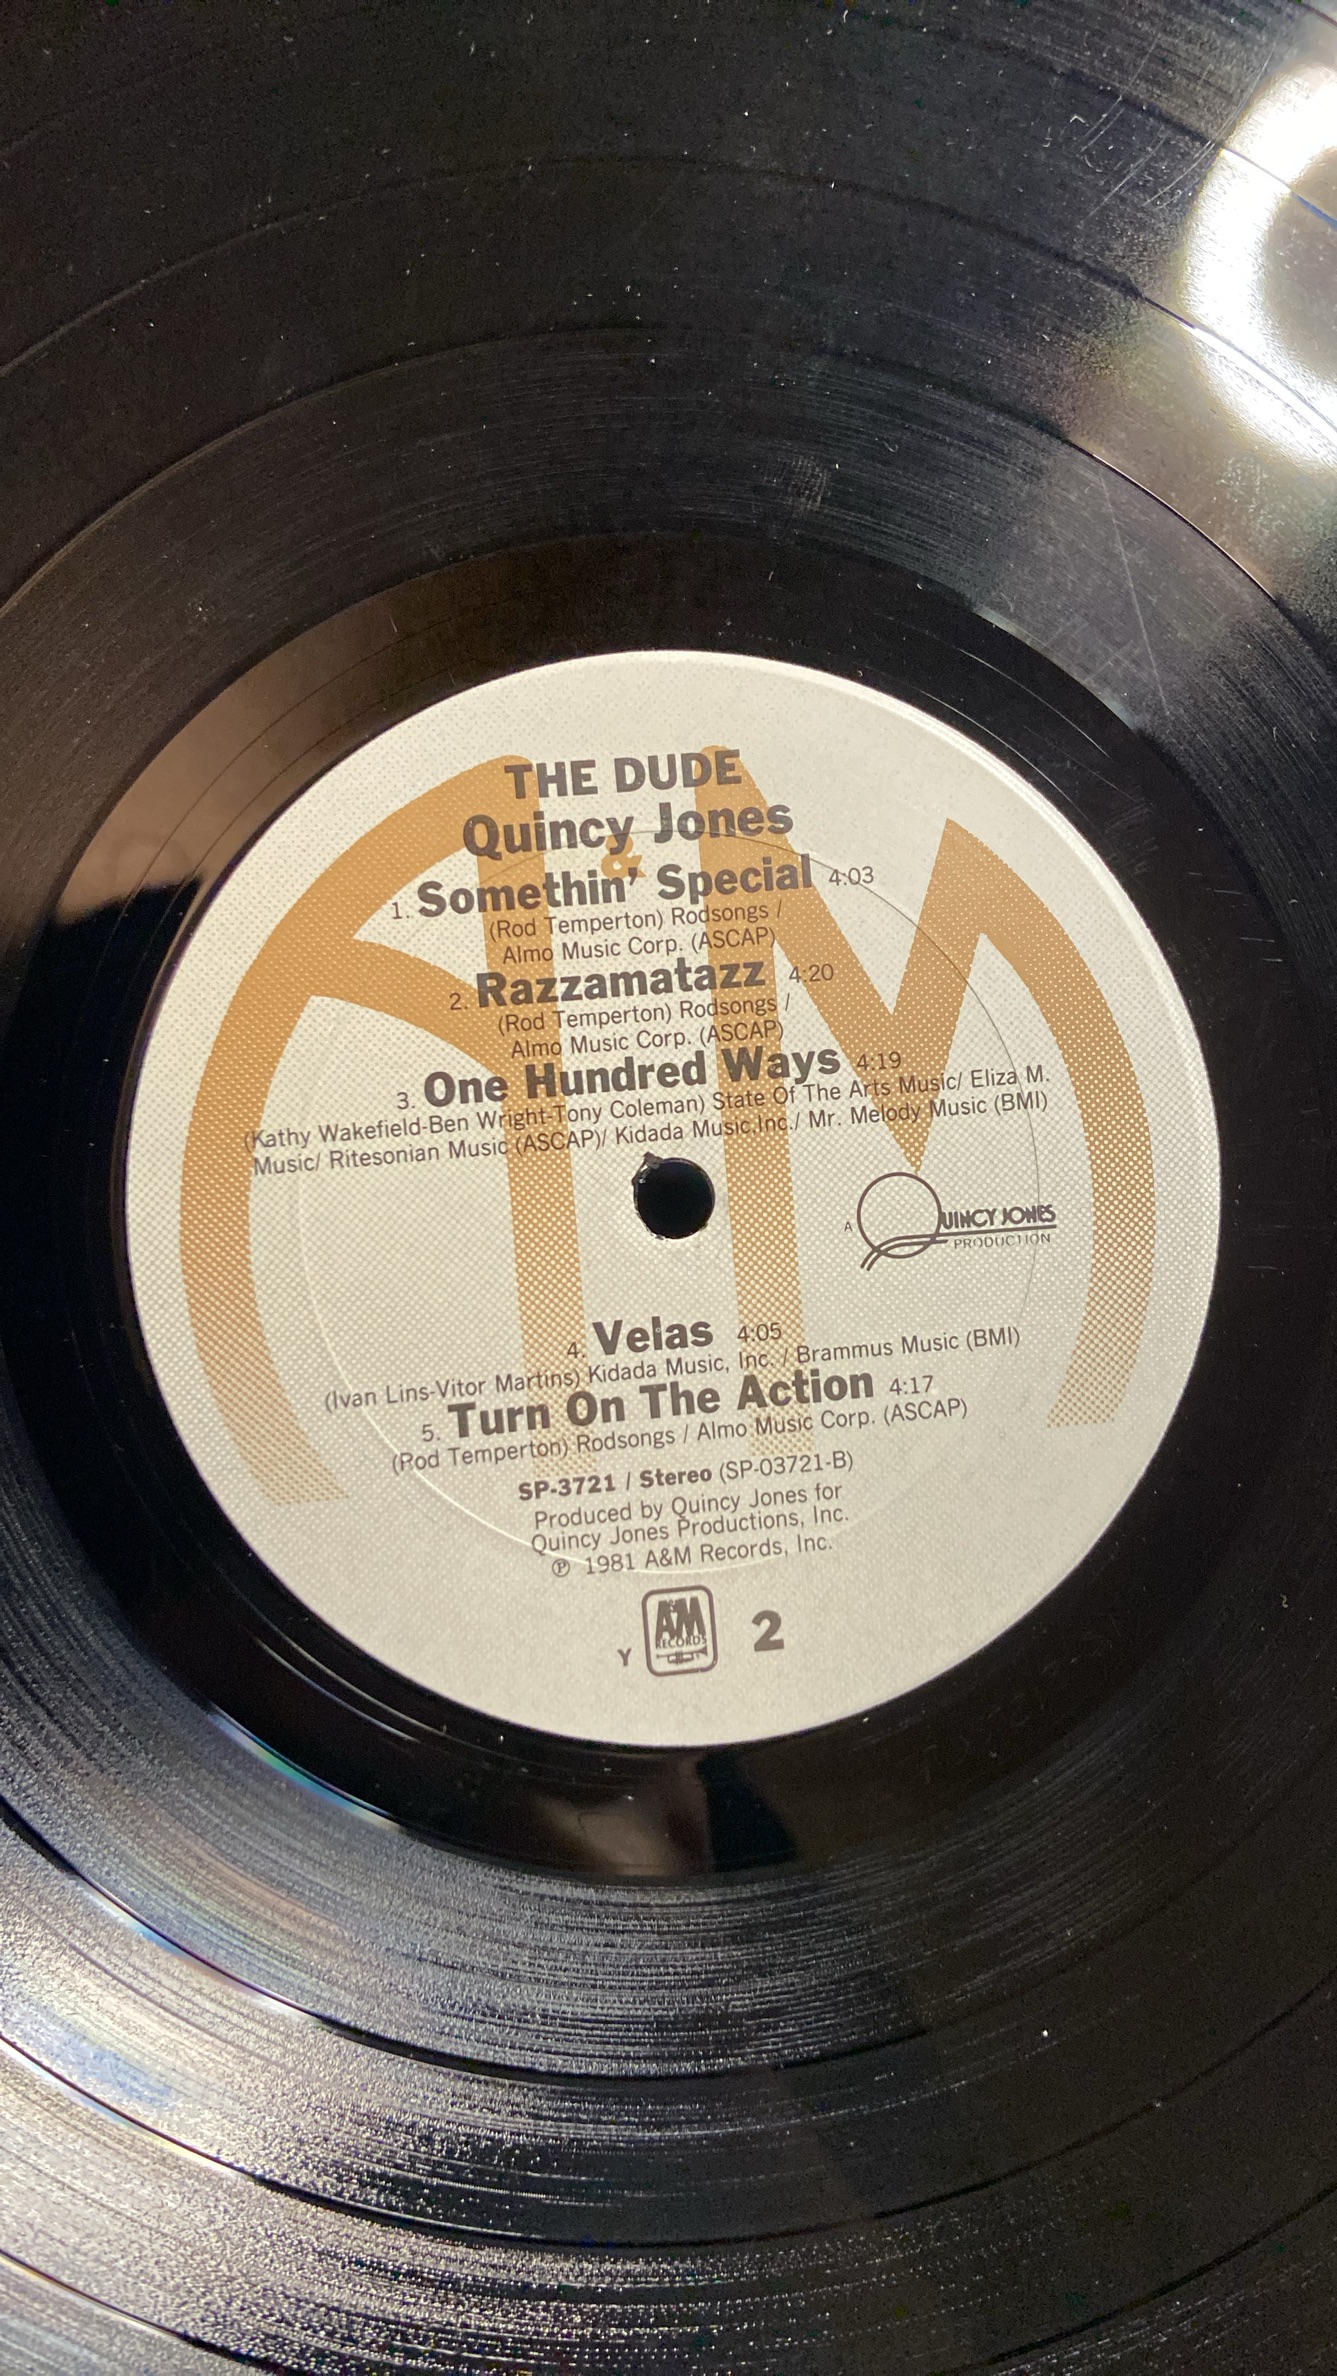 THE DUDE
Quincy Jones
&
1. Somethin' Special 4:03
(Rod Temperton) Rodsongs /
Almo Music Corp. (ASCAP)
2. Razzamatazz 4:20
(Rod Temperton) Rodsongs /
Almo Music Corp. (ASCAP)
3. One Hundred Ways 4:19
(Kathy Wakefield-Ben Wright-Tony Coleman) State Of The Arts Music/ Eliza M.
Music/ Ritesonian Music (ASCAP)/ Kidada Music,Inc./ Mr. Melody Music (BMI)
A QUINCY JONES
PRODUCTION
4. Velas 4:05
(Ivan Lins-Vitor Martins) Kidada Music, Inc. / Brammus Music (BMI)
5. Turn On The Action 4:17
(Rod Temperton) Rodsongs / Almo Music Corp. (ASCAP)
SP-3721 / Stereo (SP-03721-B)
Produced by Quincy Jones for
Quincy Jones Productions, Inc.
℗ 1981 A&M Records, Inc.
Y A&M RECORDS 2